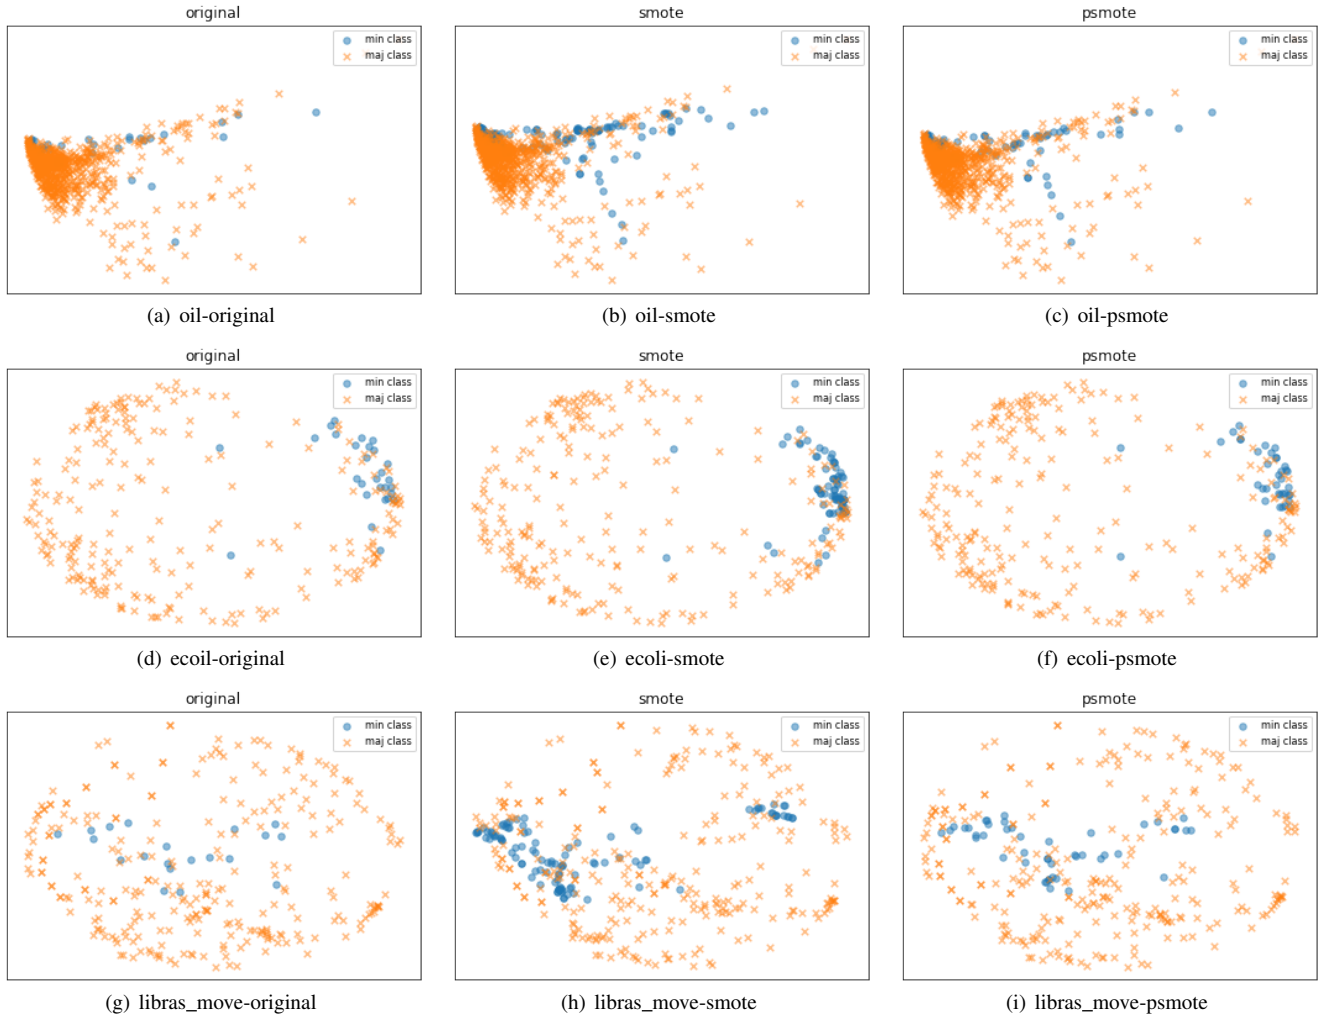 original
smote
psmote
min class
maj class
min class
maj class
min class
maj class
(a) oil-original
(b) oil-smote
(c) oil-psmote
original
smote
psmote
min class
maj class
min class
maj class
min class
maj class
(d) ecoil-original
(e) ecoli-smote
(f) ecoli-psmote
original
smote
psmote
min class
maj class
min class
maj class
min class
maj class
(g) libras_move-original
(h) libras_move-smote
(i) libras_move-psmote